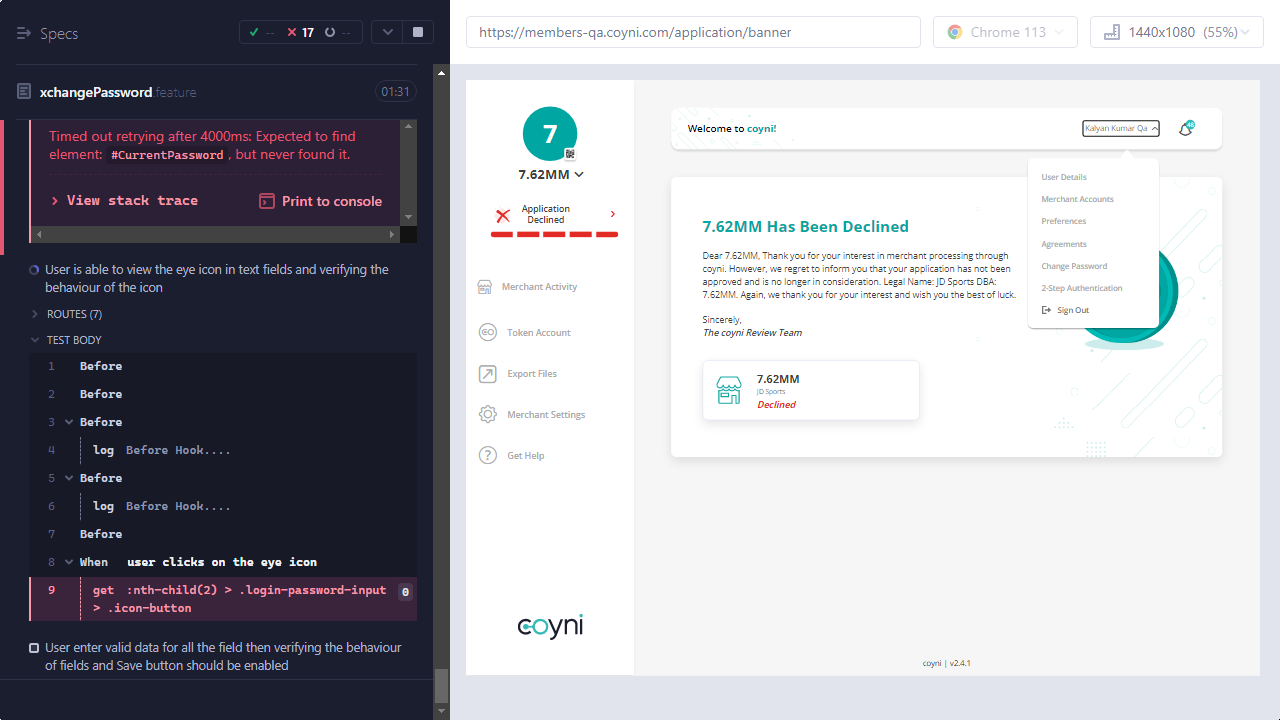 Specs
--
17
--
https://members-qa.coyni.com/application/banner
Chrome 113
1440x1080 (55%)
xchangePassword.feature
01:31
Timed out retrying after 4000ms: Expected to find
element: #CurrentPassword, but never found it.
View stack trace
Print to console
User is able to view the eye icon in text fields and verifying the
behaviour of the icon
ROUTES (7)
TEST BODY
1 Before
2 Before
3 Before
4 log Before Hook....
5 Before
6 log Before Hook....
7 Before
8 When user clicks on the eye icon
9 get :nth-child(2) > .login-password-input 0
> .icon-button
User enter valid data for all the field then verifying the behaviour
of fields and Save button should be enabled
7
7.62MM
Application
Declined
Merchant Activity
Token Account
Export Files
Merchant Settings
Get Help
coyni
Welcome to coyni!
Kalyan Kumar Qa
User Details
Merchant Accounts
Preferences
Agreements
Change Password
2-Step Authentication
Sign Out
7.62MM Has Been Declined
Dear 7.62MM, Thank you for your interest in merchant processing through
coyni. However, we regret to inform you that your application has not been
approved and is no longer in consideration. Legal Name: JD Sports DBA:
7.62MM. Again, we thank you for your interest and wish you the best of luck.
Sincerely,
The coyni Review Team
7.62MM
JD Sports
Declined
coyni | v2.4.1